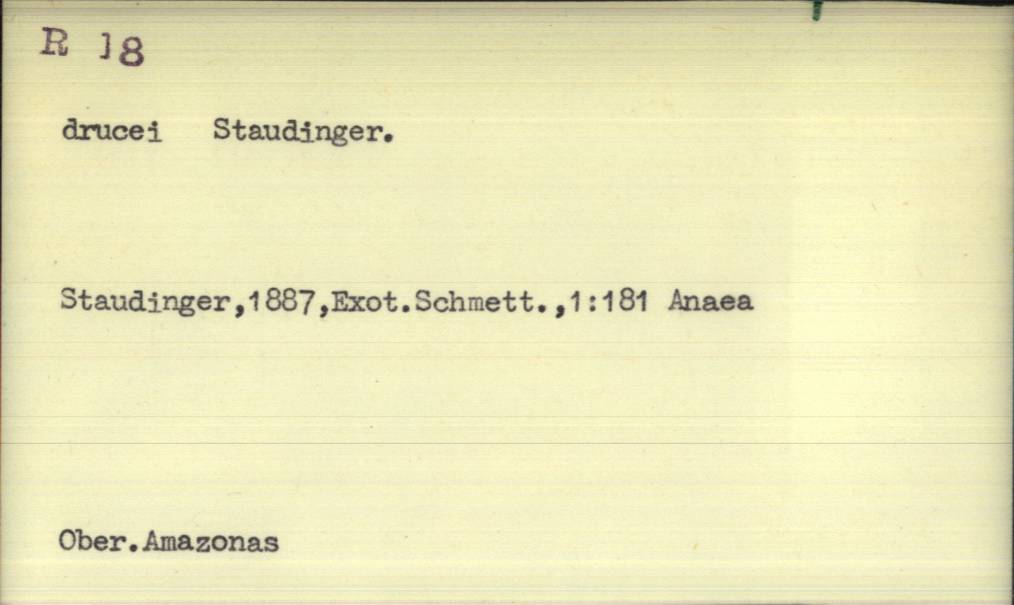 R 18
drucei Staudinger.
Staudinger,1887,Exot.Schmett.,1:181 Anaea
Ober.Amazonas